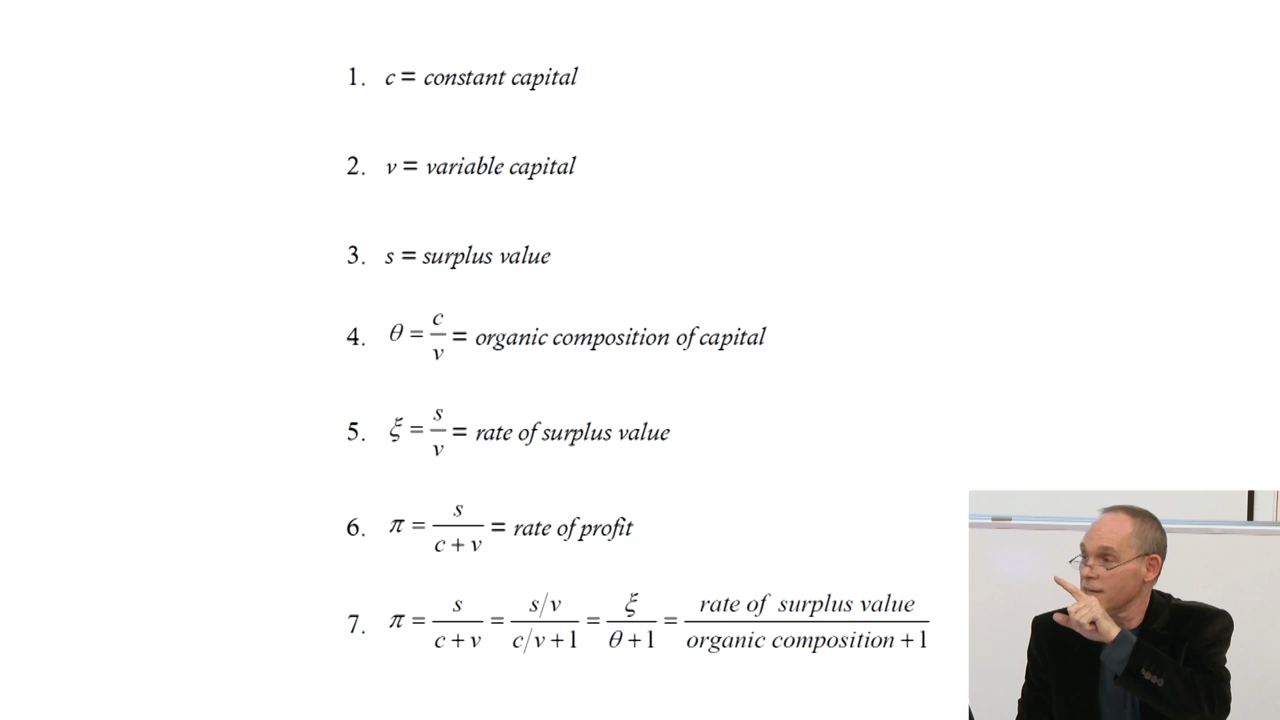 1. c = constant capital
2. v = variable capital
3. s = surplus value
4. θ = c/v = organic composition of capital
5. ξ = s/v = rate of surplus value
6. π = s/(c + v) = rate of profit
7. π = s/(c + v) = (s/v)/(c/v + 1) = ξ/(θ + 1) = rate of surplus value/(organic composition + 1)